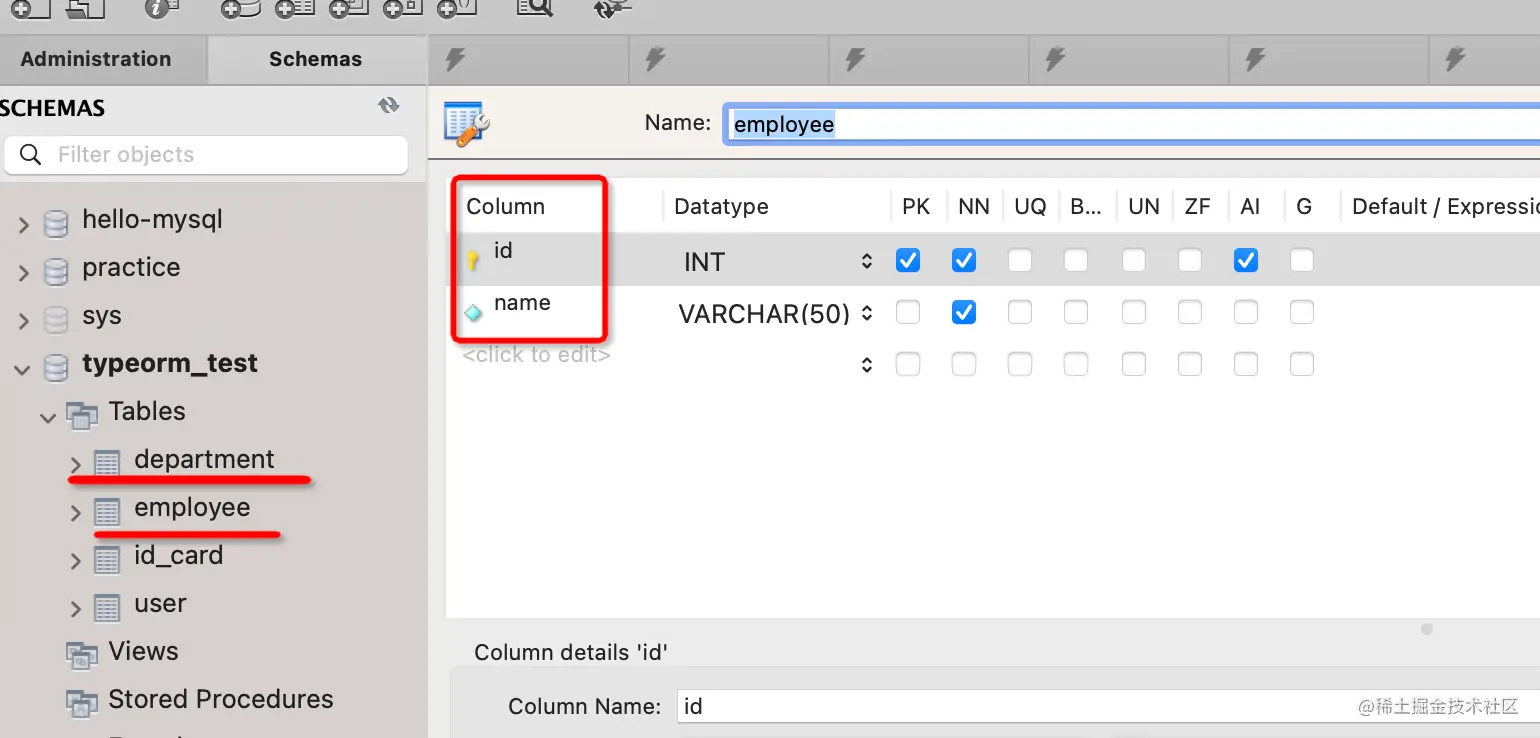 Administration
Schemas
SCHEMAS
Filter objects
hello-mysql
practice
sys
typeorm_test
Tables
department
employee
id_card
user
Views
Stored Procedures
Name: employee
Column Datatype PK NN UQ B... UN ZF AI G Default / Expressio
id INT
name VARCHAR(50)
<click to edit>
Column details 'id'
Column Name: id
@稀土掘金技术社区